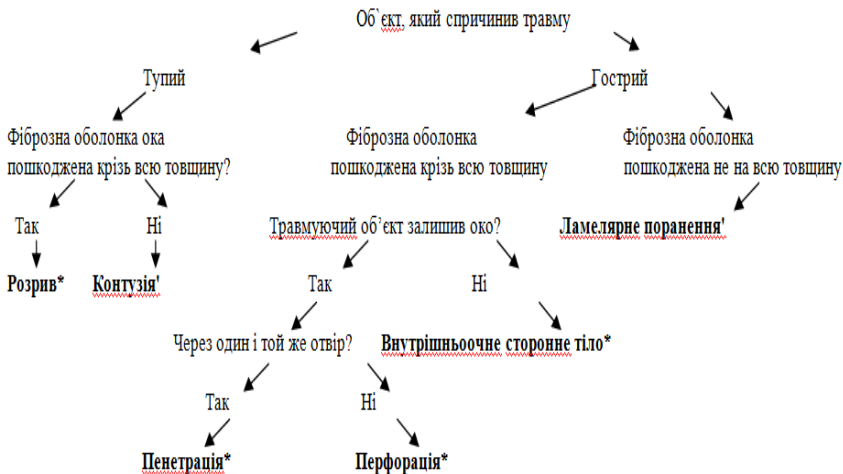 Об`єкт, який спричинив травму
Тупий
Гострий
Фіброзна оболонка ока
пошкоджена крізь всю товщину?
Фіброзна оболонка
пошкоджена крізь всю товщину
Фіброзна оболонка
пошкоджена не на всю товщину
Так
Ні
Травмуючий об’єкт залишив око?
Ламелярне поранення'
Розрив*
Контузія'
Так
Ні
Через один і той же отвір?
Внутрішньоочне сторонне тіло*
Так
Ні
Пенетрація*
Перфорація*